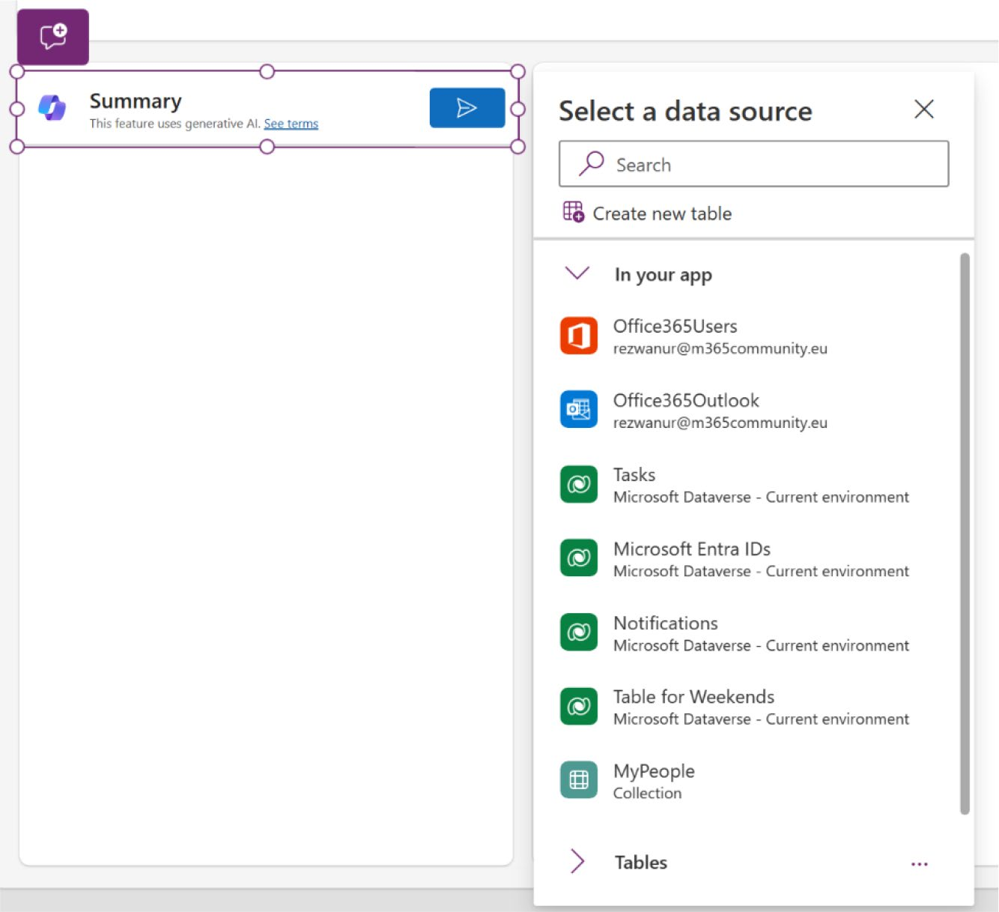 Summary
This feature uses generative AI. See terms
Select a data source
Search
Create new table
In your app
Office365Users
rezwanur@m365community.eu
Office365Outlook
rezwanur@m365community.eu
Tasks
Microsoft Dataverse - Current environment
Microsoft Entra IDs
Microsoft Dataverse - Current environment
Notifications
Microsoft Dataverse - Current environment
Table for Weekends
Microsoft Dataverse - Current environment
MyPeople
Collection
Tables